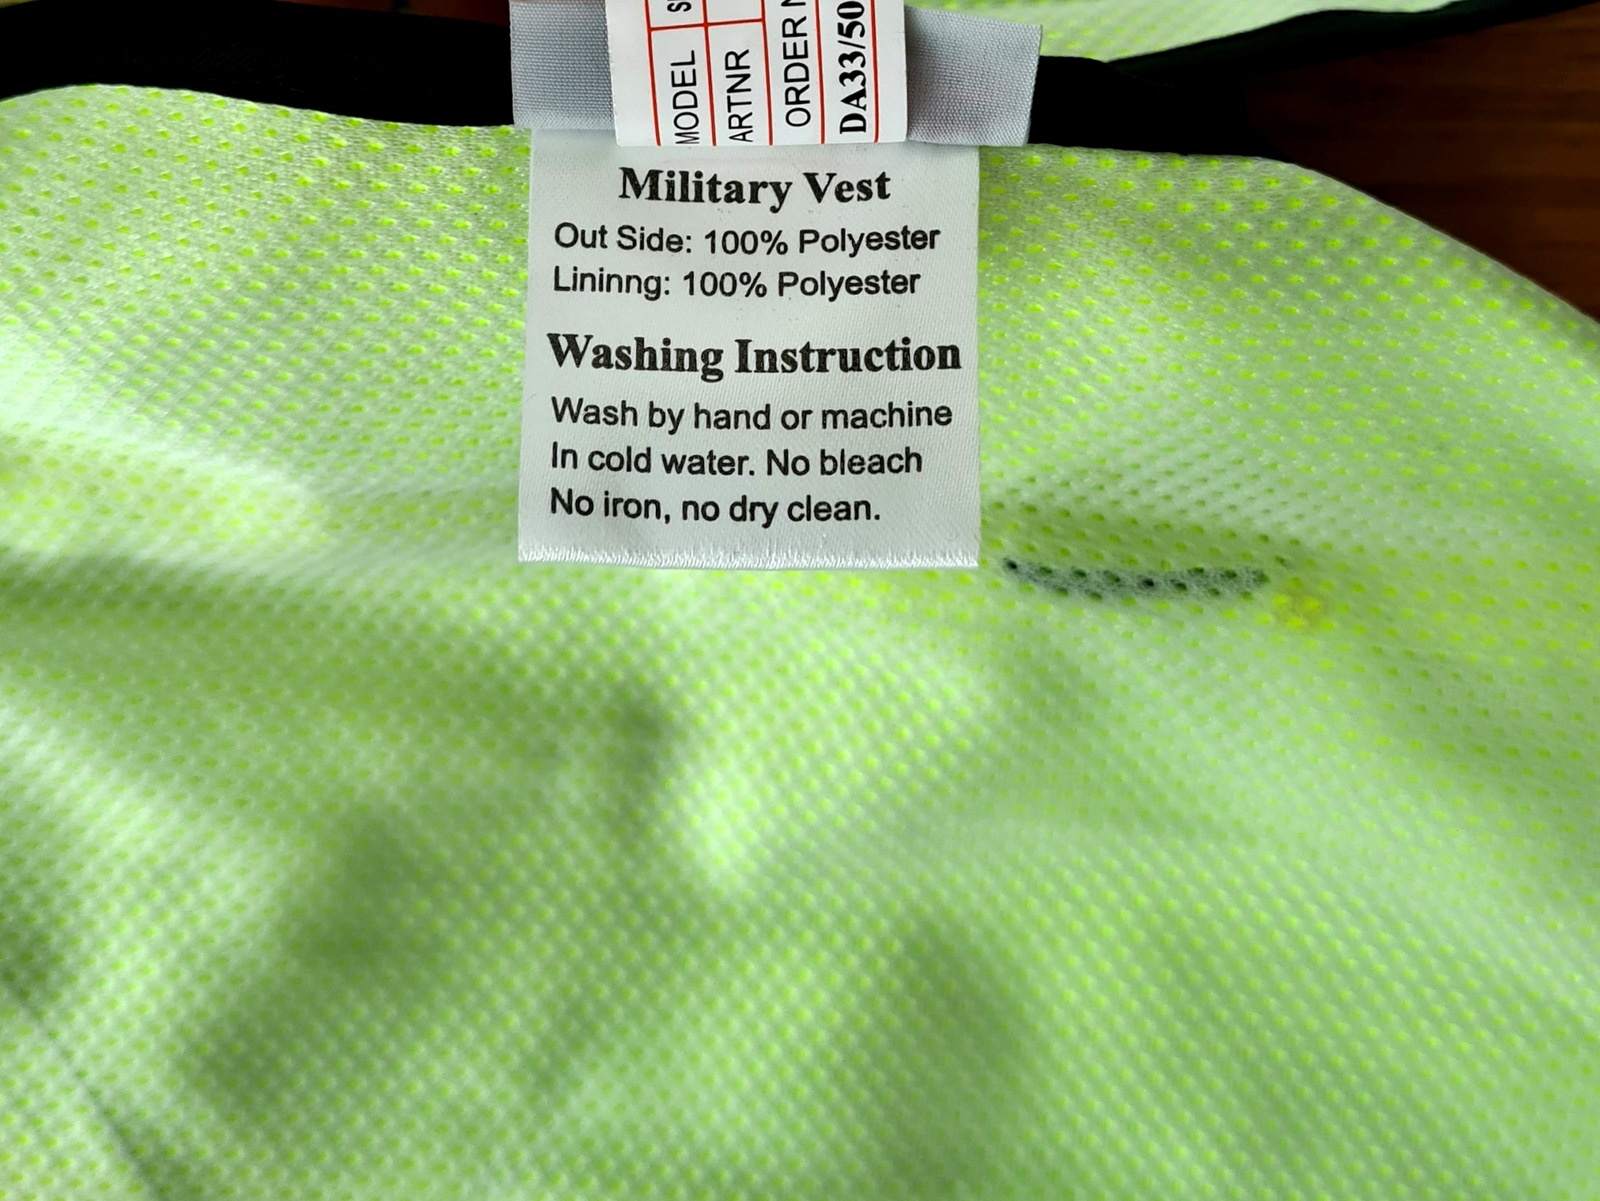 MODEL
ARTNR
ORDER
DA33/50
Military Vest
Out Side: 100% Polyester
Lininng: 100% Polyester
Washing Instruction
Wash by hand or machine
In cold water. No bleach
No iron, no dry clean.